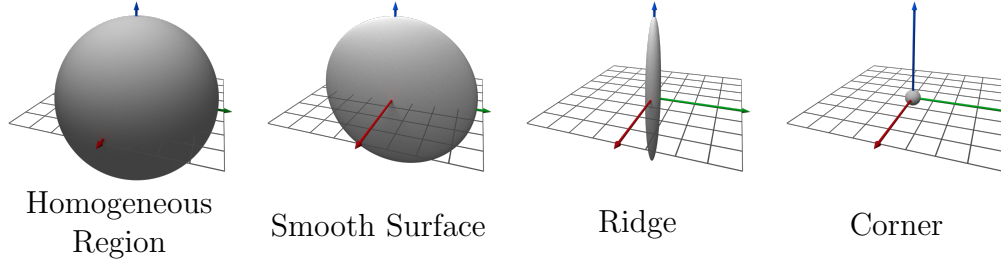 Homogeneous
Region
Smooth Surface
Ridge
Corner